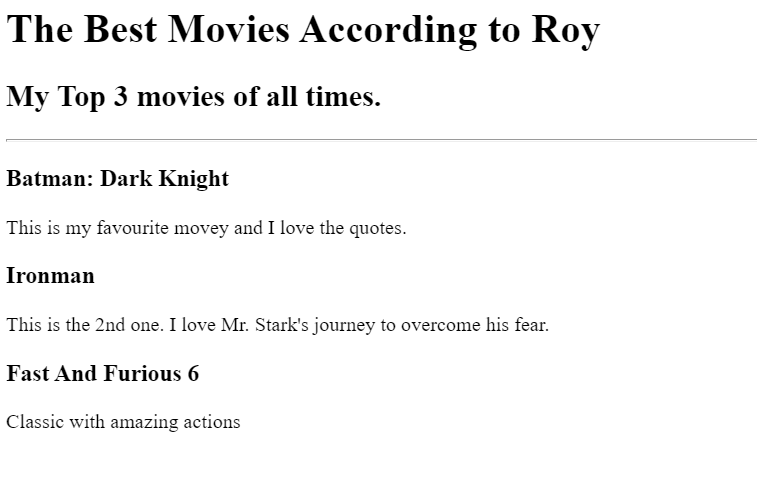 The Best Movies According to Roy
My Top 3 movies of all times.
Batman: Dark Knight
This is my favourite movey and I love the quotes.
Ironman
This is the 2nd one. I love Mr. Stark's journey to overcome his fear.
Fast And Furious 6
Classic with amazing actions